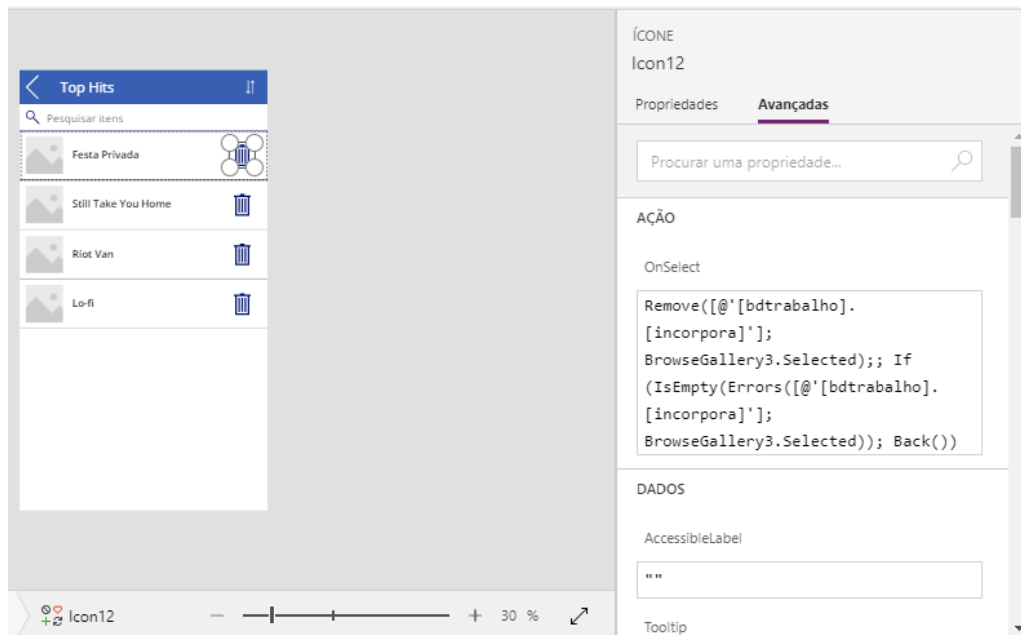 ÍCONE
Icon12
Propriedades
Avançadas
Procurar uma propriedade...
AÇÃO
OnSelect
Remove([@'[bdtrabalho].
[incorpora]'];
BrowseGallery3.Selected);; If
(IsEmpty(Errors([@'[bdtrabalho].
[incorpora]'];
BrowseGallery3.Selected)); Back())
DADOS
AccessibleLabel
""
Tooltip
Top Hits
Pesquisar itens
Festa Privada
Still Take You Home
Riot Van
Lo-fi
Icon12
30 %